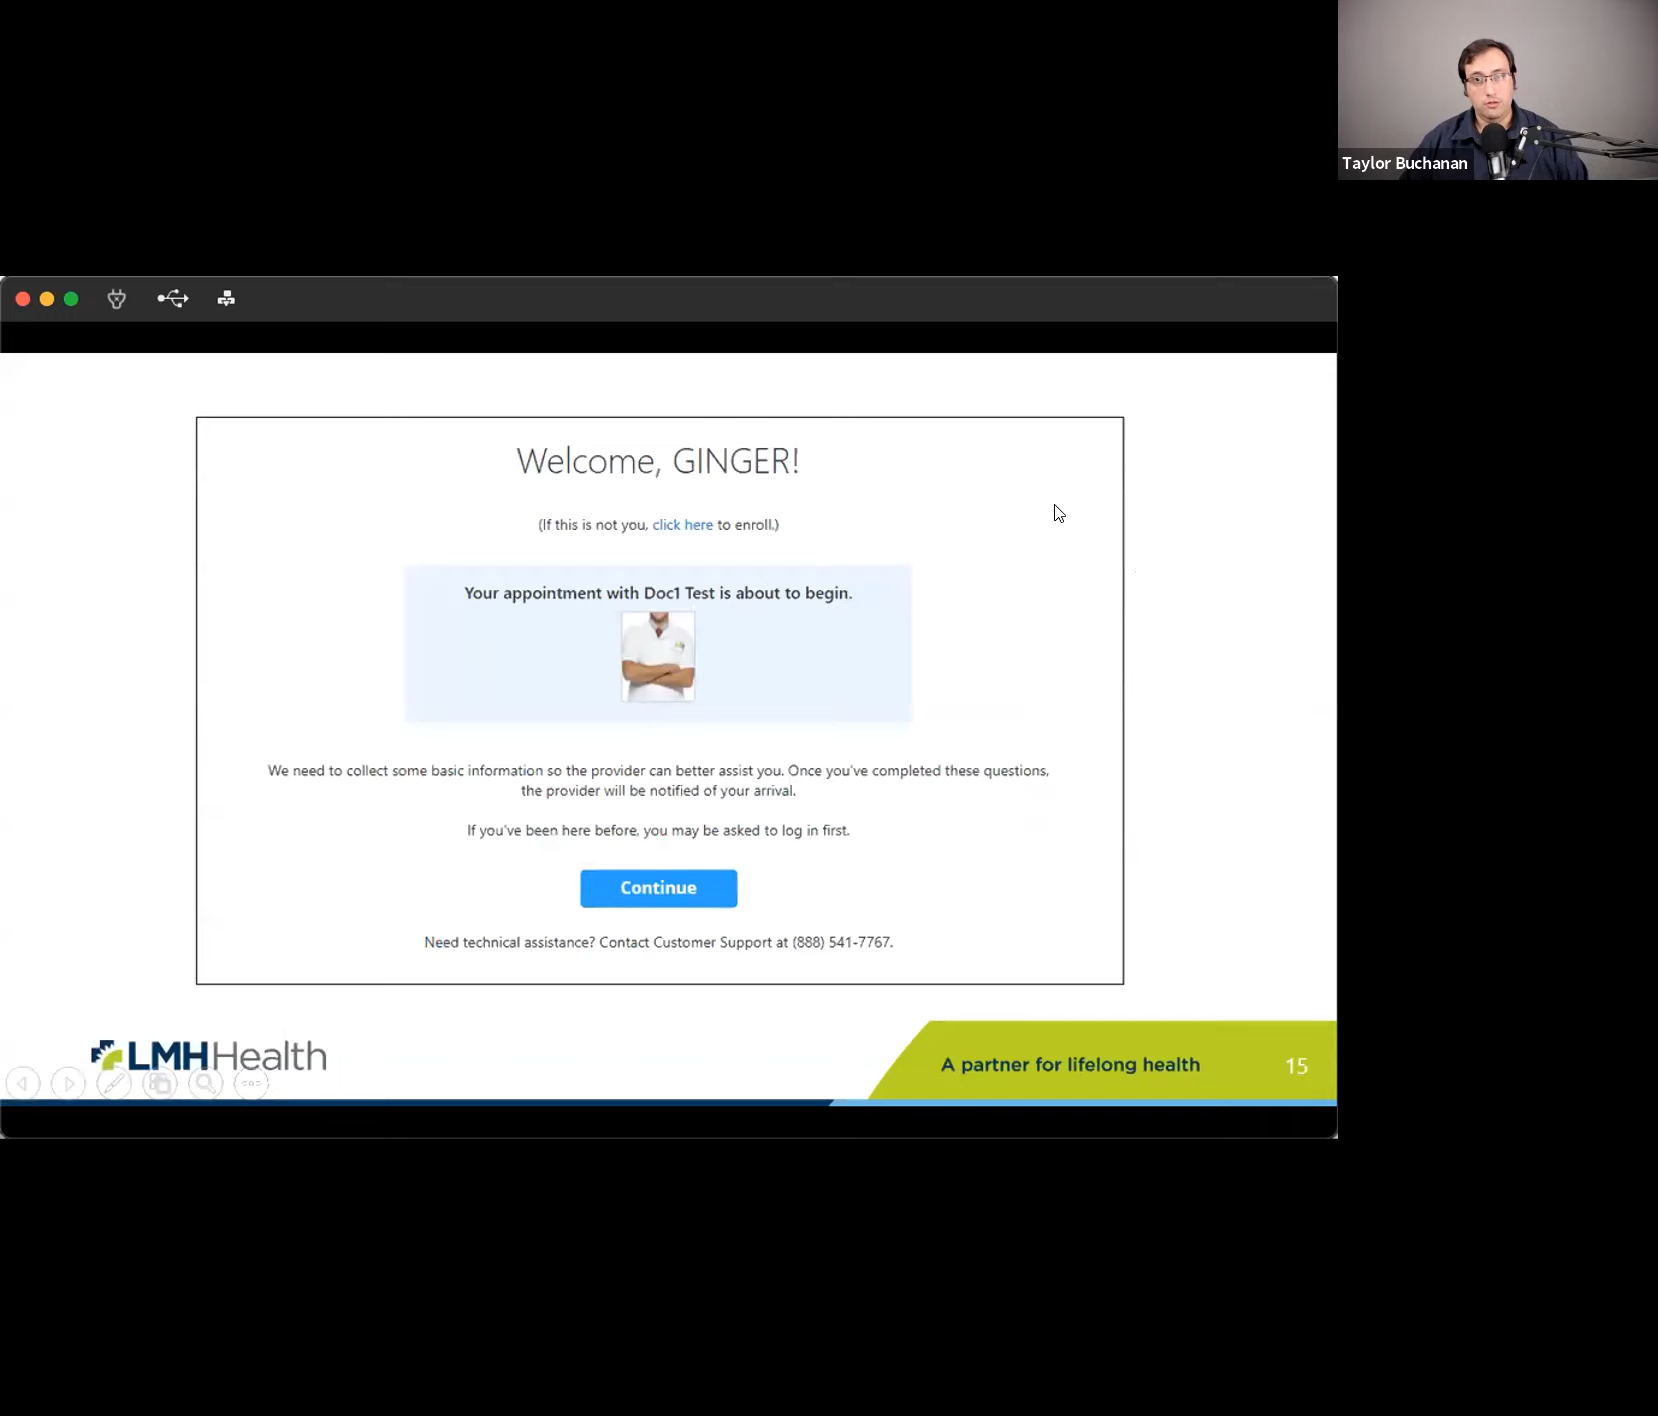 Taylor Buchanan
Welcome, GINGER!
(If this is not you, click here to enroll.)
Your appointment with Doc1 Test is about to begin.
We need to collect some basic information so the provider can better assist you. Once you've completed these questions,
the provider will be notified of your arrival.
If you've been here before, you may be asked to log in first.
Continue
Need technical assistance? Contact Customer Support at (888) 541-7767.
LMH Health
A partner for lifelong health
15